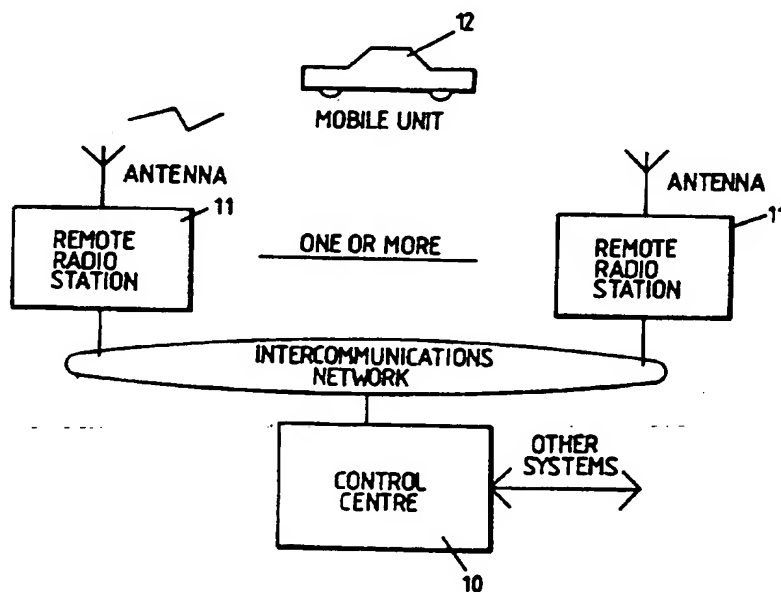 12
MOBILE UNIT
ANTENNA
ANTENNA
11
11
REMOTE
RADIO
STATION
ONE OR MORE
REMOTE
RADIO
STATION
INTERCOMMUNICATIONS
NETWORK
OTHER
SYSTEMS
CONTROL
CENTRE
10